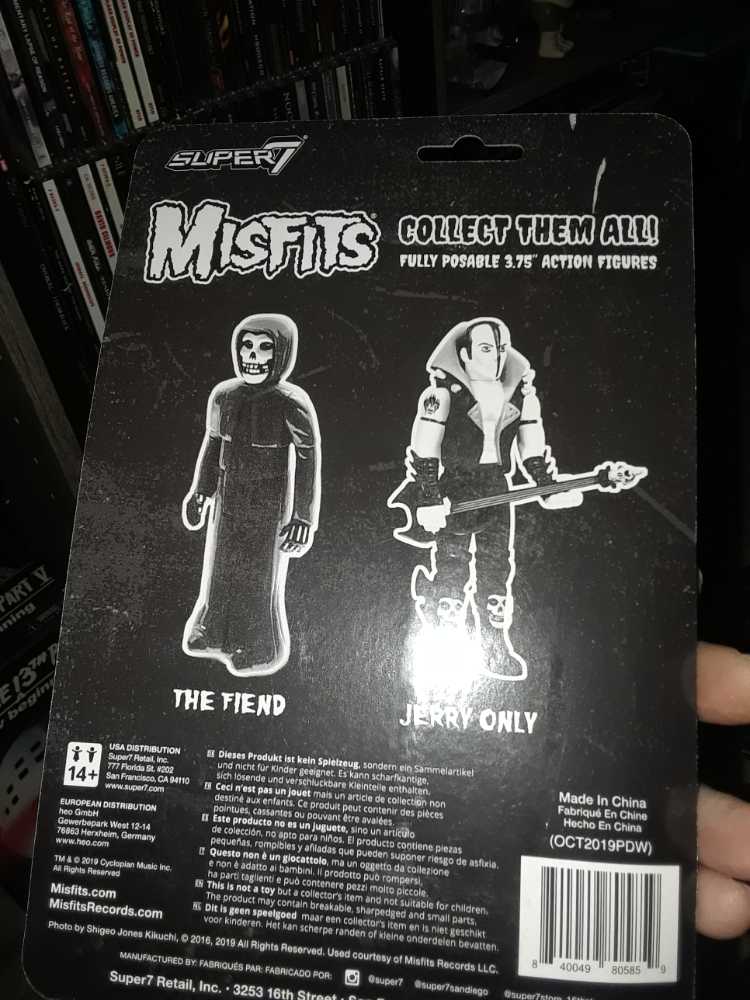 SUPER7
MISFITS
COLLECT THEM ALL!
FULLY POSABLE 3.75" ACTION FIGURES
THE FIEND
JERRY ONLY
14+
USA DISTRIBUTION
Super7 Retail, Inc.
777 Florida St. #202
San Francisco, CA 94110
www.super7.com
EUROPEAN DISTRIBUTION
heo GmbH
Gewerbepark West 12-14
76863 Herxheim, Germany
www.heo.com
TM & © 2019 Cyclopian Music Inc.
All Rights Reserved
Misfits.com
MisfitsRecords.com
Dieses Produkt ist kein Spielzeug, sondern ein Sammelartikel
und nicht für Kinder geeignet. Es kann scharfkantige,
sich lösende und verschluckbare Kleinteile enthalten.
Ceci n'est pas un jouet mais un article de collection non
destiné aux enfants. Ce produit peut contenir des pièces
pointues, cassantes ou pouvant être avalées.
Este producto no es un juguete, sino un artículo
de colección, no apto para niños. El producto contiene piezas
pequeñas, rompibles y afiladas que pueden suponer riesgo de asfixia.
Questo non è un giocattolo, ma un oggetto da collezione
e non è adatto ai bambini. Il prodotto può rompersi,
ha parti taglienti e può contenere pezzi molto piccole.
EN This is not a toy but a collector's item and not suitable for children.
The product may contain breakable, sharpedged and small parts.
NL Dit is geen speelgoed maar een collector's item en is niet geschikt
voor kinderen. Het kan scherpe randen of kleine onderdelen bevatten.
Made In China
Fabriqué En Chine
Hecho En China
(OCT2019PDW)
8 40049 80585 9
Photo by Shigeo Jones Kikuchi, © 2016, 2019 All Rights Reserved. Used courtesy of Misfits Records LLC.
MANUFACTURED BY: FABRIQUÉS PAR: FABRICADO POR:
@super7 @super7sandiego
Super7 Retail, Inc. • 3253 16th Street
PART V
13TH
DAVID GILMOUR